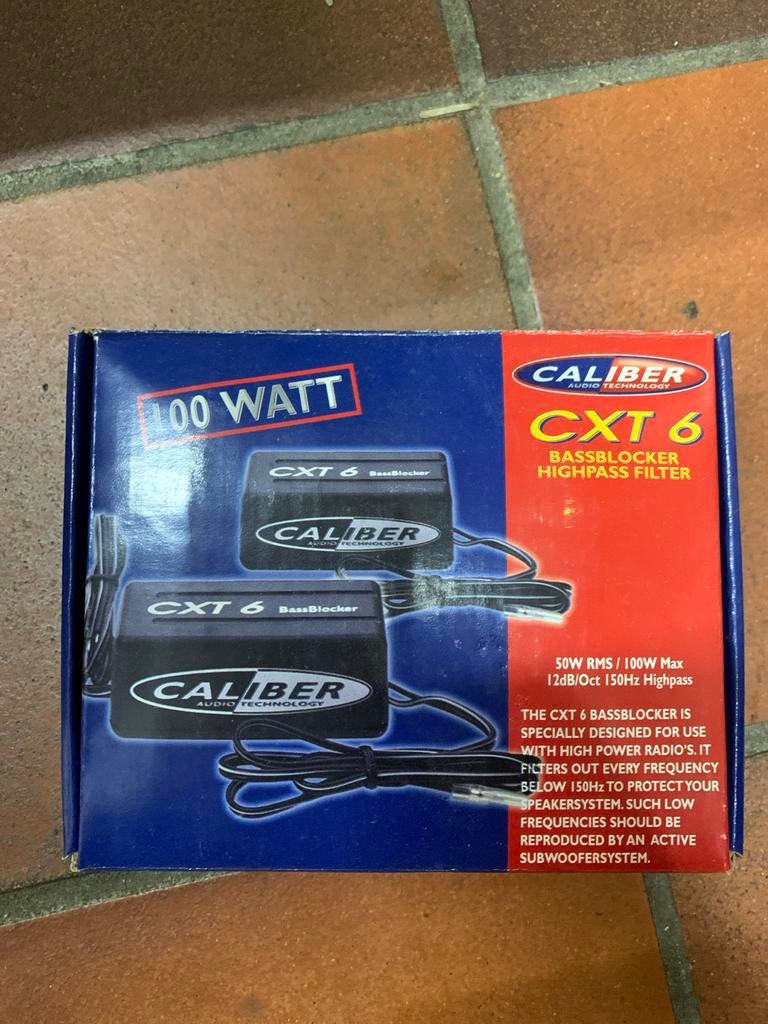 100 WATT
CALIBER
AUDIO TECHNOLOGY
CXT 6
BASSBLOCKER
HIGHPASS FILTER
CXT 6 BassBlocker
CALIBER
AUDIO TECHNOLOGY
CXT 6 BassBlocker
CALIBER
AUDIO TECHNOLOGY
50W RMS / 100W Max
12dB/Oct 150Hz Highpass
THE CXT 6 BASSBLOCKER IS
SPECIALLY DESIGNED FOR USE
WITH HIGH POWER RADIO'S. IT
FILTERS OUT EVERY FREQUENCY
BELOW 150Hz TO PROTECT YOUR
SPEAKERSYSTEM. SUCH LOW
FREQUENCIES SHOULD BE
REPRODUCED BY AN ACTIVE
SUBWOOFERSYSTEM.